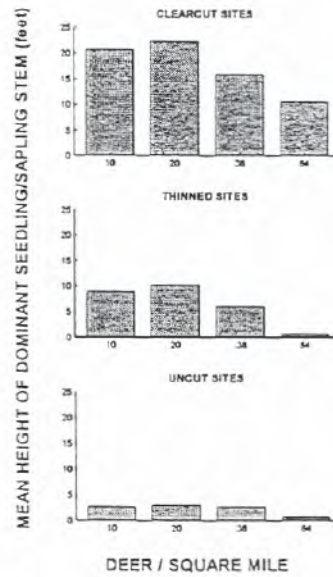 MEAN HEIGHT OF DOMINANT SEEDLING/SAPLING STEM (feet)
CLEARCUT SITES
25
20
15
10
5
0
10 20 38 64
THINNED SITES
25
20
15
10
5
0
10 20 38 64
UNCUT SITES
25
20
15
10
5
0
10 20 38 64
DEER / SQUARE MILE